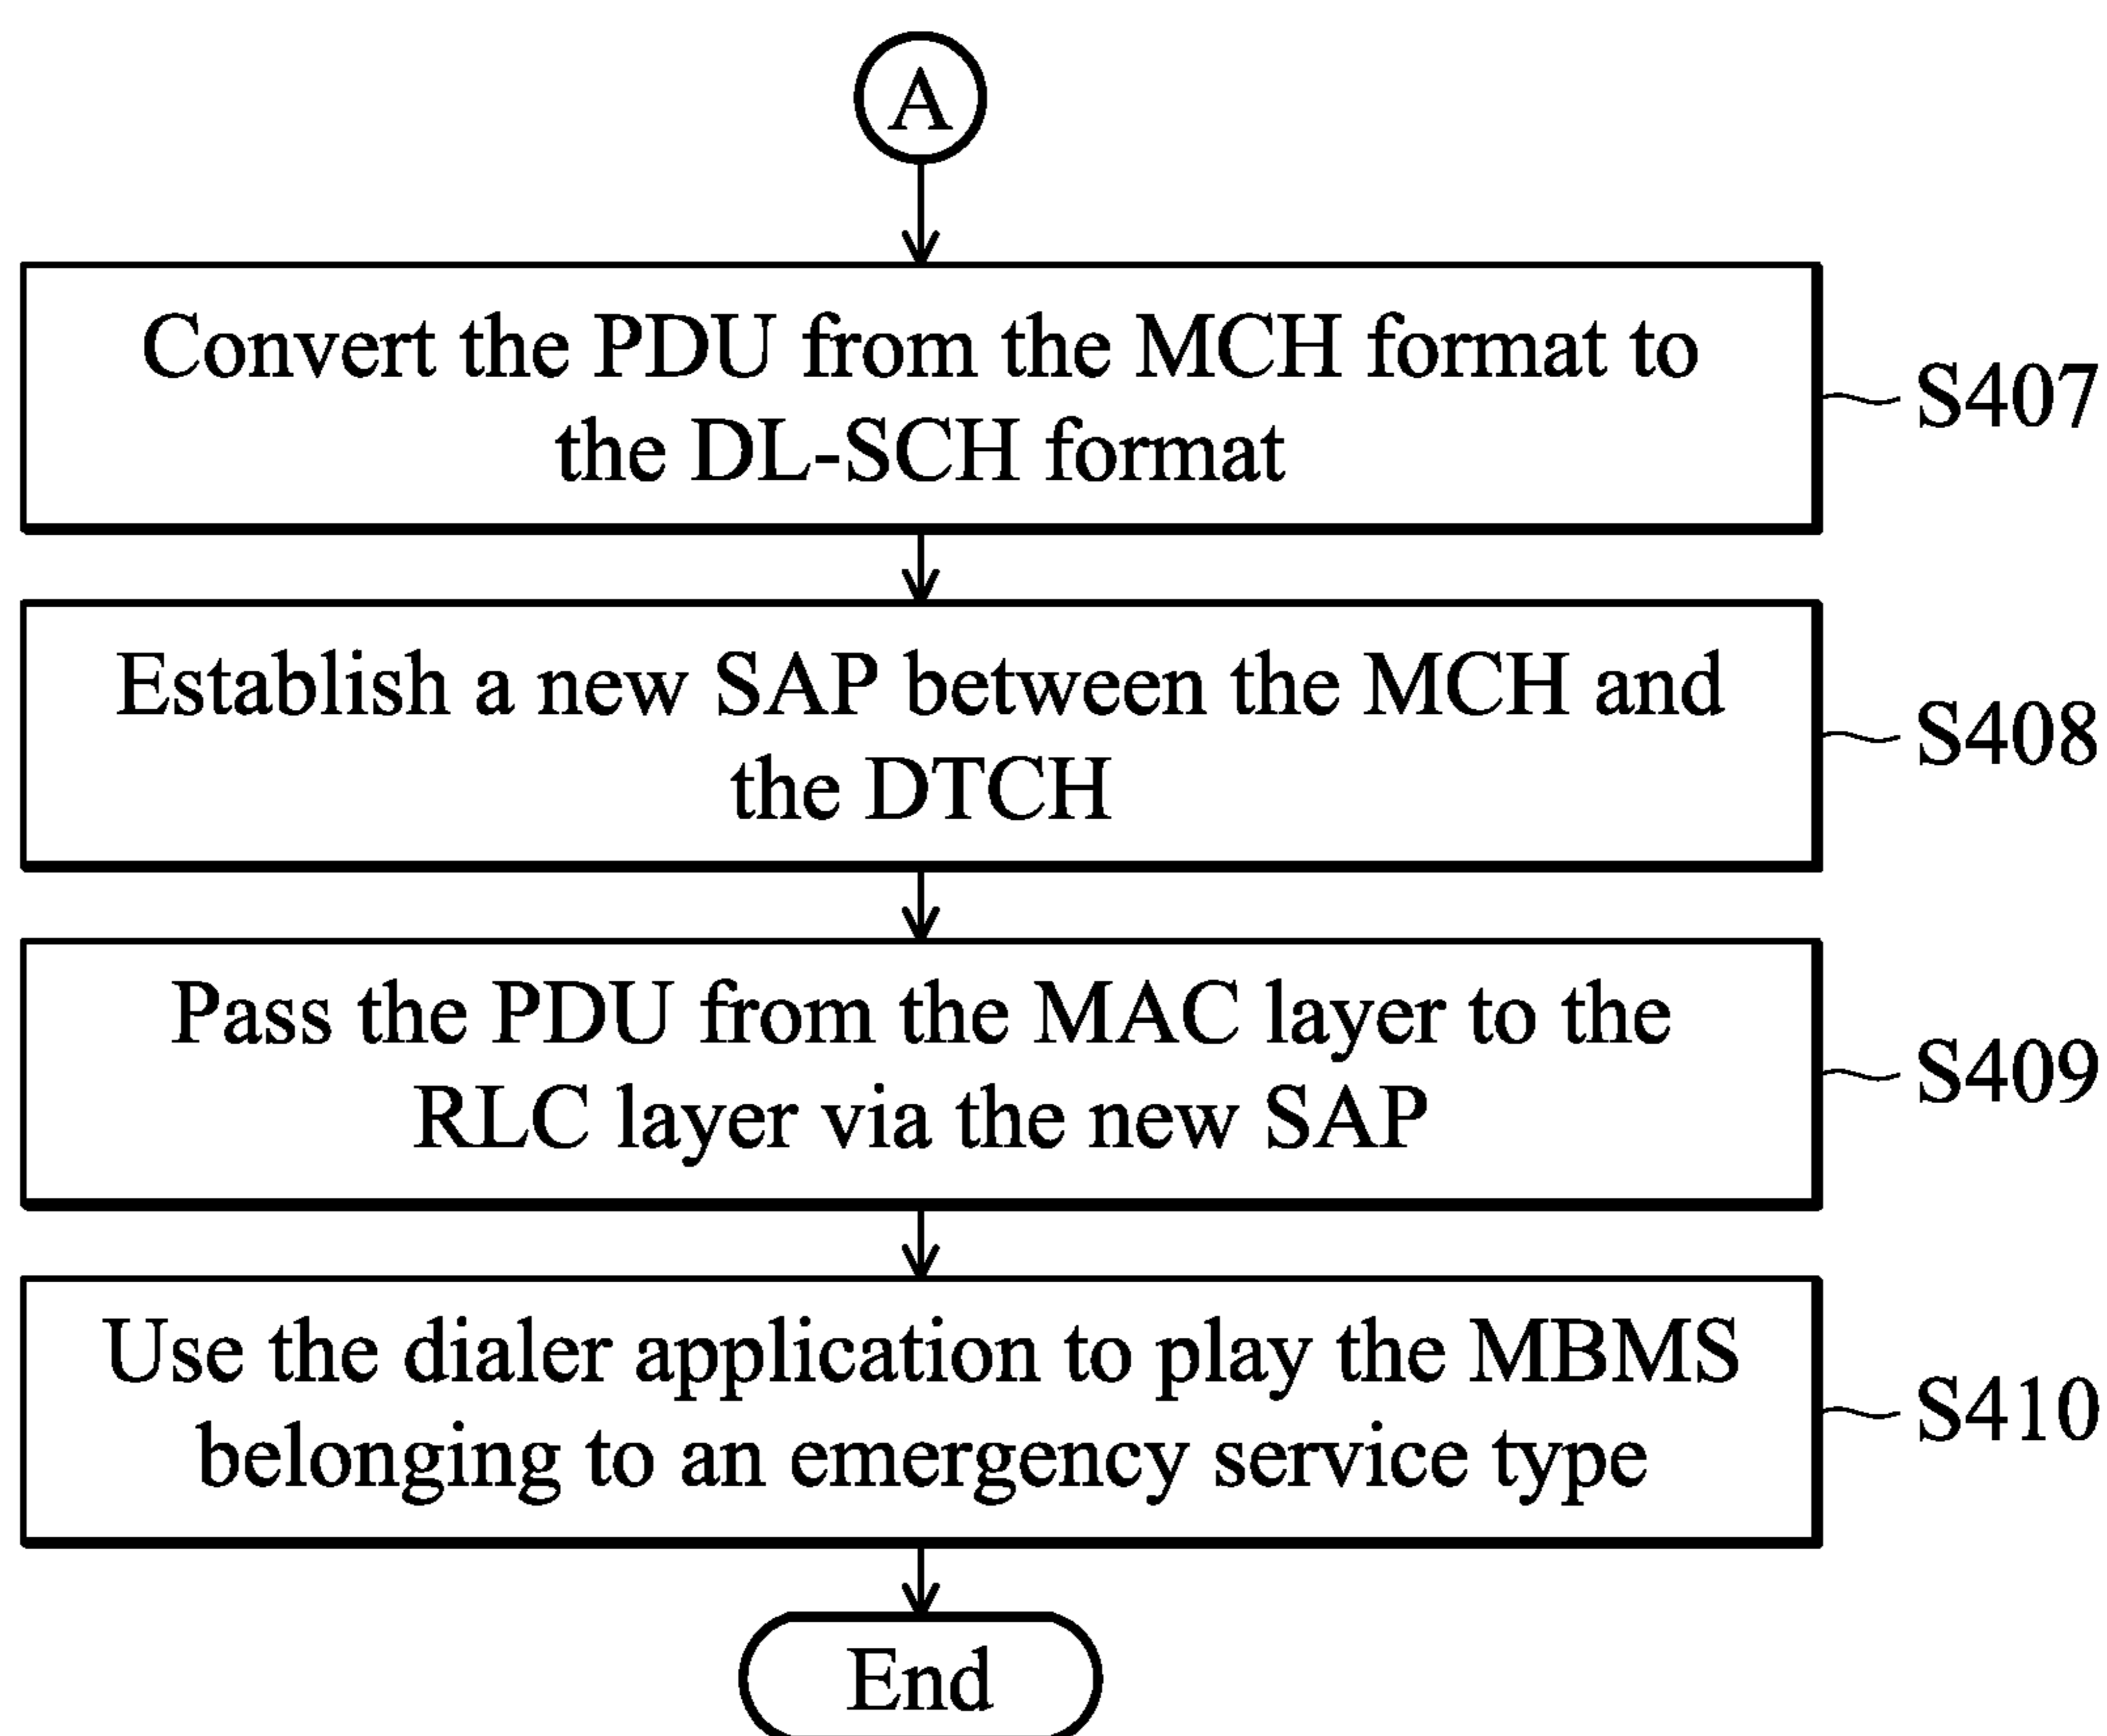 A
Convert the PDU from the MCH format to
the DL-SCH format
S407
Establish a new SAP between the MCH and
the DTCH
S408
Pass the PDU from the MAC layer to the
RLC layer via the new SAP
S409
Use the dialer application to play the MBMS
belonging to an emergency service type
S410
End